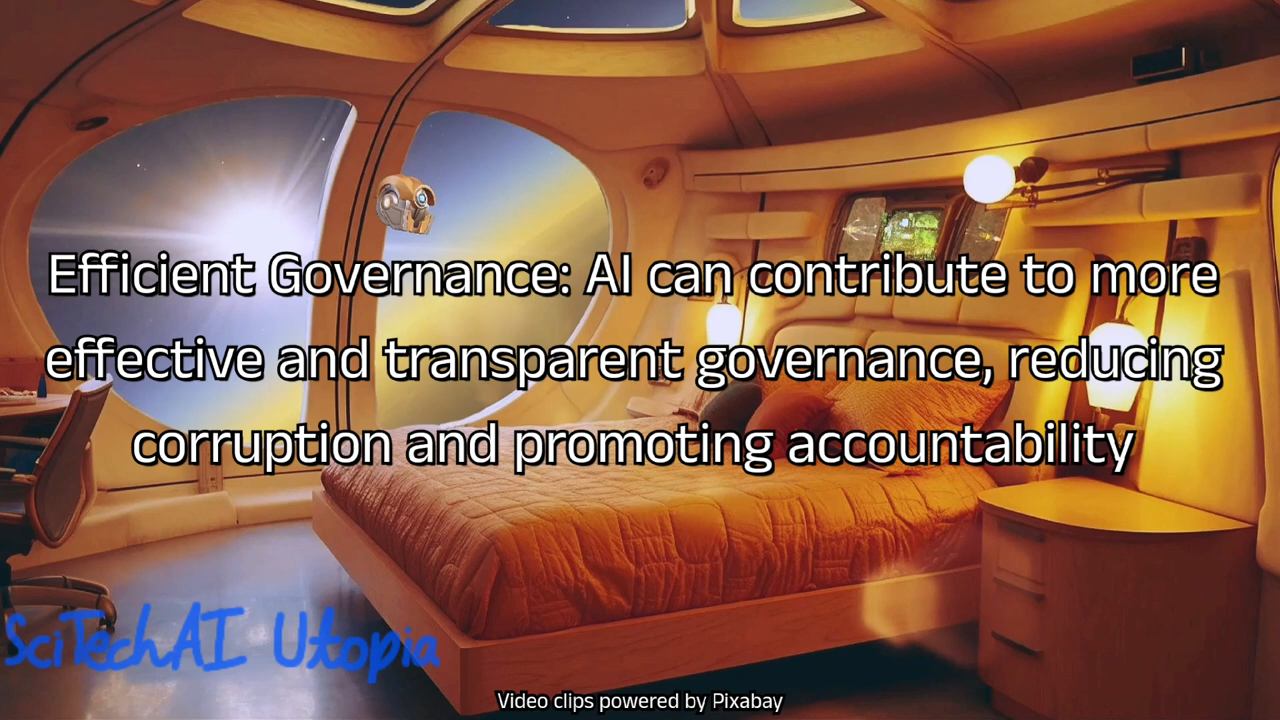 Efficient Governance: AI can contribute to more
effective and transparent governance, reducing
corruption and promoting accountability
SciTechAI Utopia
Video clips powered by Pixabay